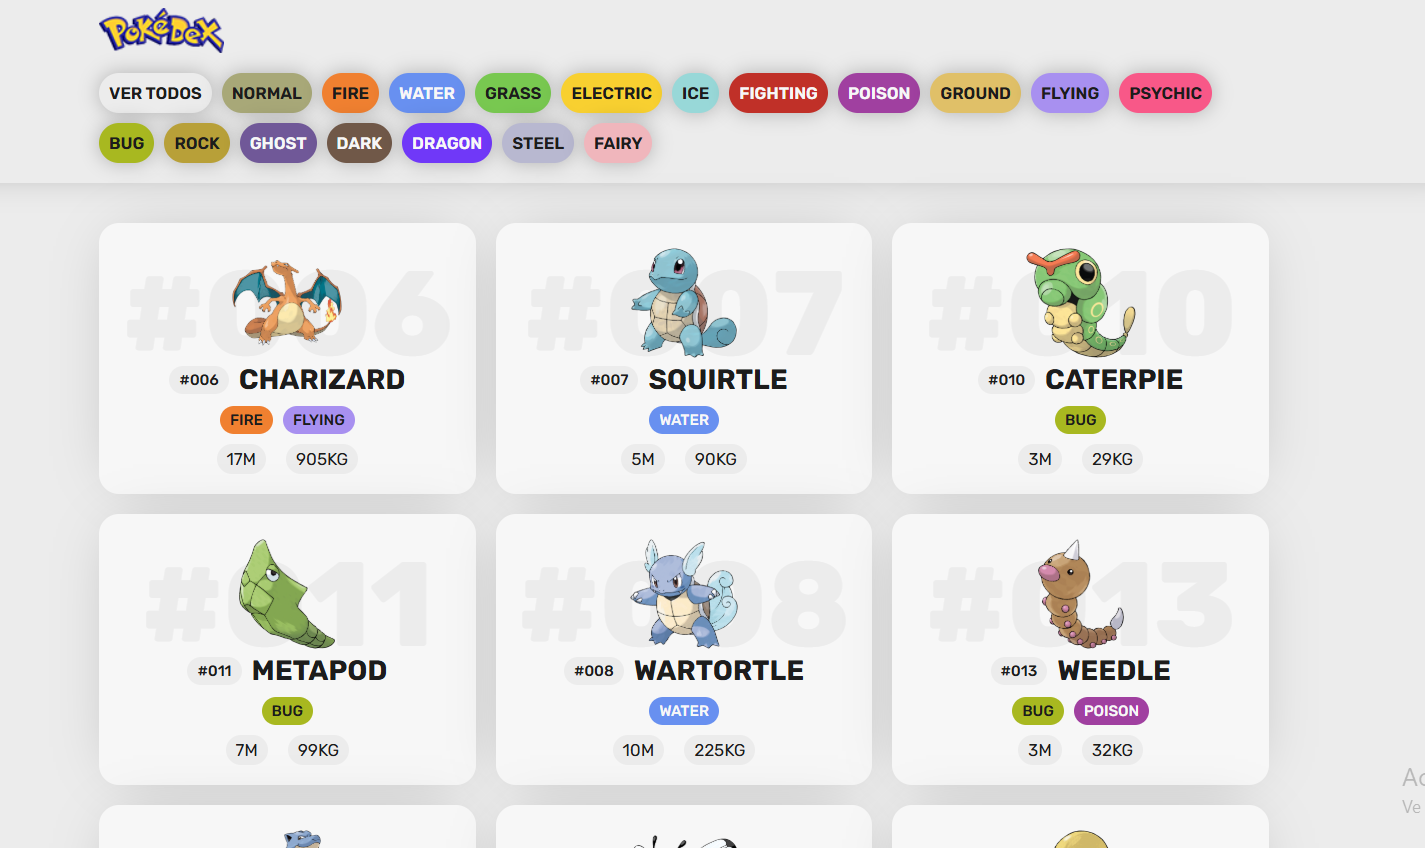 PokéDex
VER TODOS NORMAL FIRE WATER GRASS ELECTRIC ICE FIGHTING POISON GROUND FLYING PSYCHIC
BUG ROCK GHOST DARK DRAGON STEEL FAIRY
#006
#006 CHARIZARD
FIRE FLYING
17M 905KG
#007
#007 SQUIRTLE
WATER
5M 90KG
#010
#010 CATERPIE
BUG
3M 29KG
#011
#011 METAPOD
BUG
7M 99KG
#008
#008 WARTORTLE
WATER
10M 225KG
#013
#013 WEEDLE
BUG POISON
3M 32KG
Ve